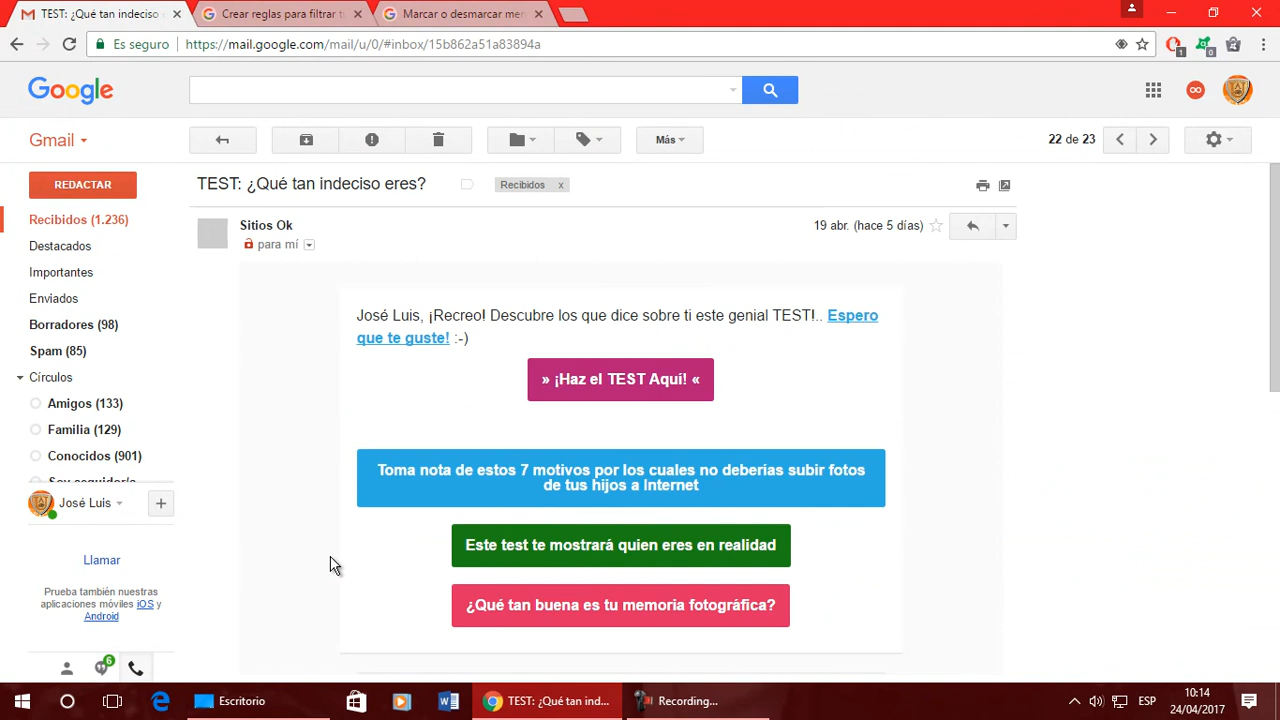 TEST: ¿Qué tan indeciso
Crear reglas para filtrar
Marcar o desmarcar
Es seguro
https://mail.google.com/mail/u/0/#inbox/15b862a51a83894a
1
0
Google
Gmail
Más
22 de 23
REDACTAR
TEST: ¿Qué tan indeciso eres?
Recibidos x
Recibidos (1.236)
Sitios Ok
19 abr. (hace 5 días)
para mí
Destacados
Importantes
Enviados
Borradores (98)
Spam (85)
Círculos
Amigos (133)
Familia (129)
Conocidos (901)
José Luis
Llamar
Prueba también nuestras
aplicaciones móviles iOS y
Android
6
José Luis, ¡Recreo! Descubre los que dice sobre ti este genial TEST!.. Espero
que te guste! :-)
» ¡Haz el TEST Aquí! «
Toma nota de estos 7 motivos por los cuales no deberías subir fotos
de tus hijos a Internet
Este test te mostrará quien eres en realidad
¿Qué tan buena es tu memoria fotográfica?
Escritorio
TEST: ¿Qué tan ind...
Recording...
ESP
10:14
24/04/2017